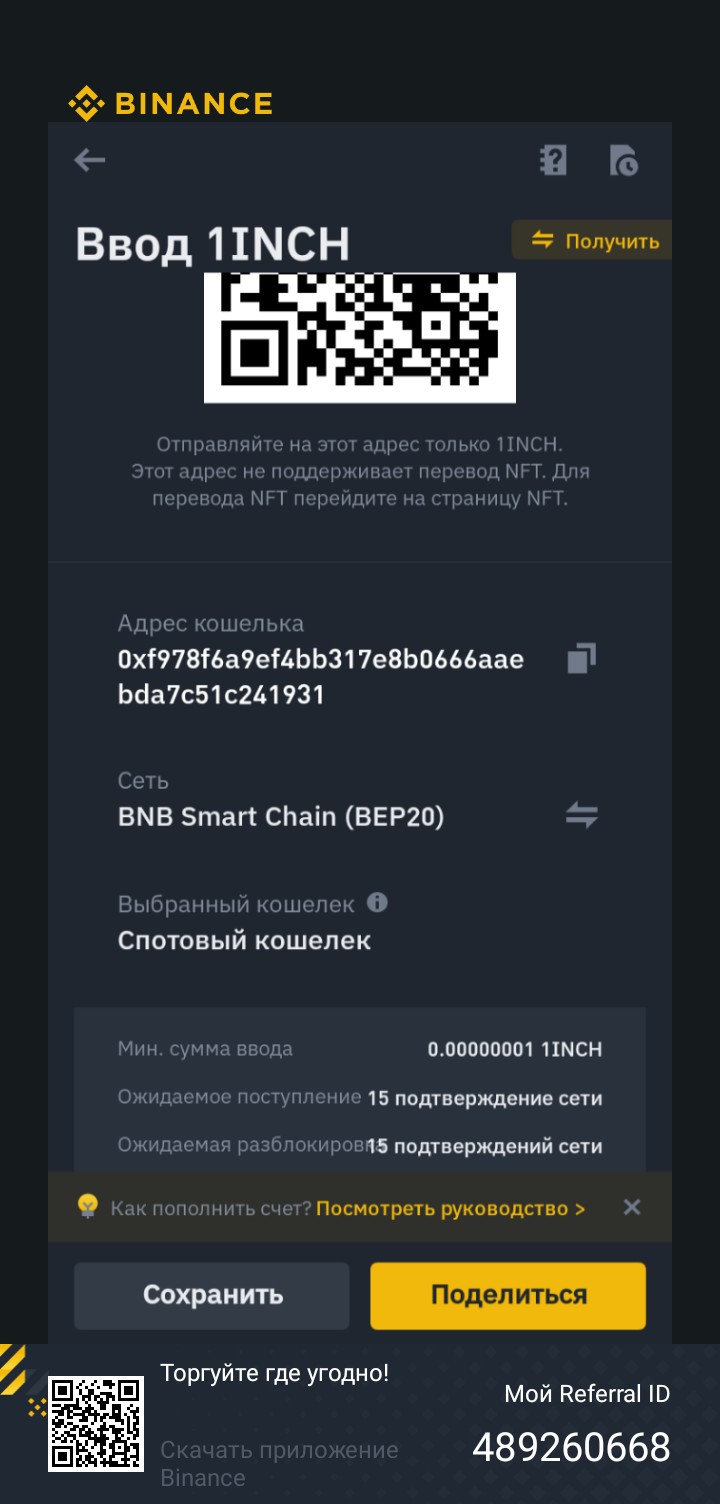 BINANCE
Ввод 1INCH
Получить
Отправляйте на этот адрес только 1INCH.
Этот адрес не поддерживает перевод NFT. Для
перевода NFT перейдите на страницу NFT.
Адрес кошелька
0xf978f6a9ef4bb317e8b0666aae
bda7c51c241931
Сеть
BNB Smart Chain (BEP20)
Выбранный кошелек
Спотовый кошелек
Мин. сумма ввода 0.00000001 1INCH
Ожидаемое поступление 15 подтверждение сети
Ожидаемая 15 подтверждений сети
Как пополнить счет? Посмотреть руководство >
Сохранить Поделиться
Торгуйте где угодно!
Мой Referral ID
489260668
Скачать приложение
Binance